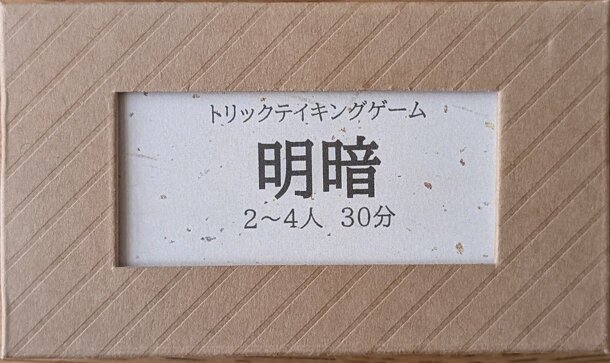 トリックテイキングゲーム
明暗
2～4人 30分